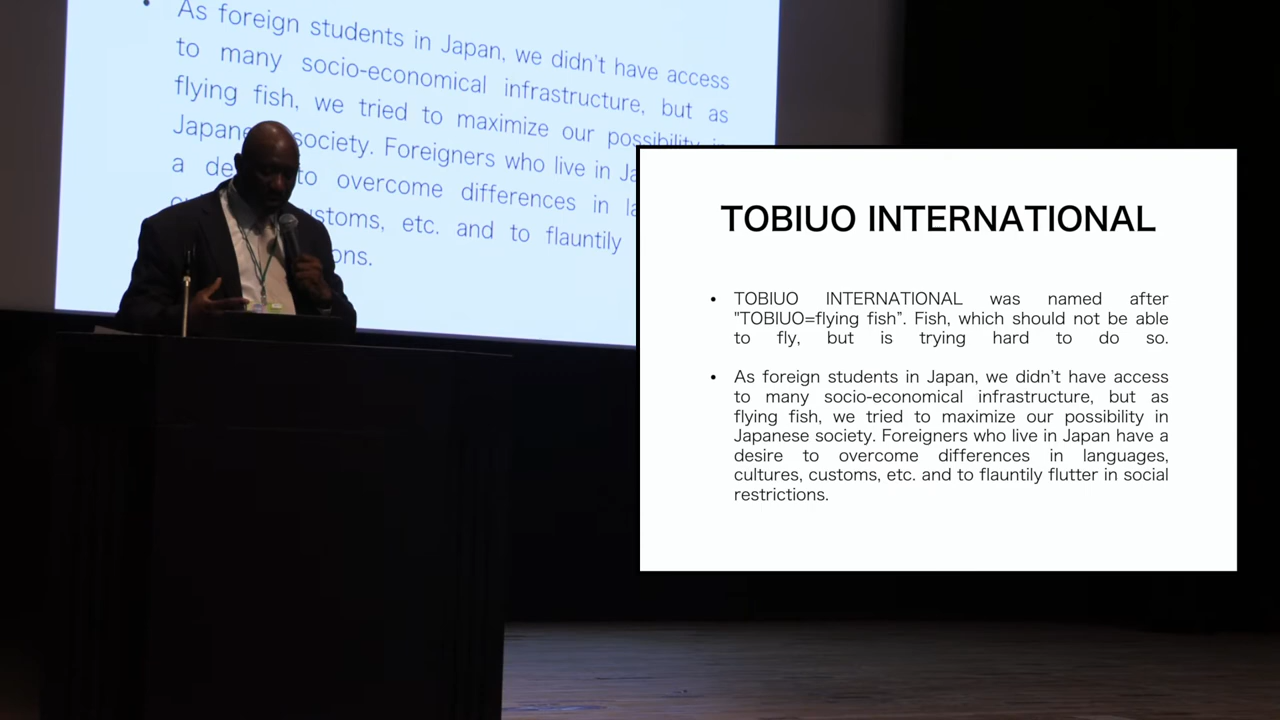 As foreign students in Japan, we didn't have access
to many socio-economical infrastructure, but as
flying fish, we tried to maximize our possibility in
Japane society. Foreigners who live in Ja
a de to overcome differences in la
ustoms, etc. and to flauntily
ons.
TOBIUO INTERNATIONAL
• TOBIUO INTERNATIONAL was named after
"TOBIUO=flying fish”. Fish, which should not be able
to fly, but is trying hard to do so.
• As foreign students in Japan, we didn't have access
to many socio-economical infrastructure, but as
flying fish, we tried to maximize our possibility in
Japanese society. Foreigners who live in Japan have a
desire to overcome differences in languages,
cultures, customs, etc. and to flauntily flutter in social
restrictions.